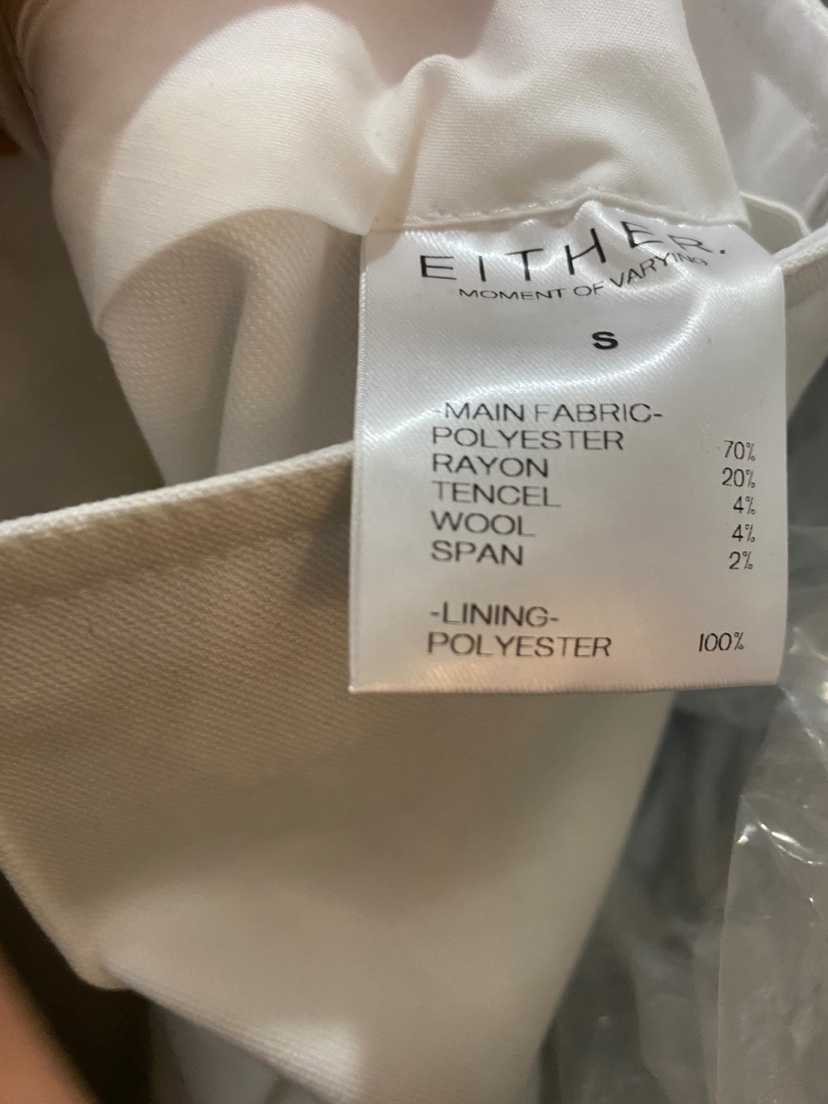 EITHER.
MOMENT OF VARYING
S
-MAIN FABRIC-
POLYESTER 70%
RAYON 20%
TENCEL 4%
WOOL 4%
SPAN 2%
-LINING-
POLYESTER 100%